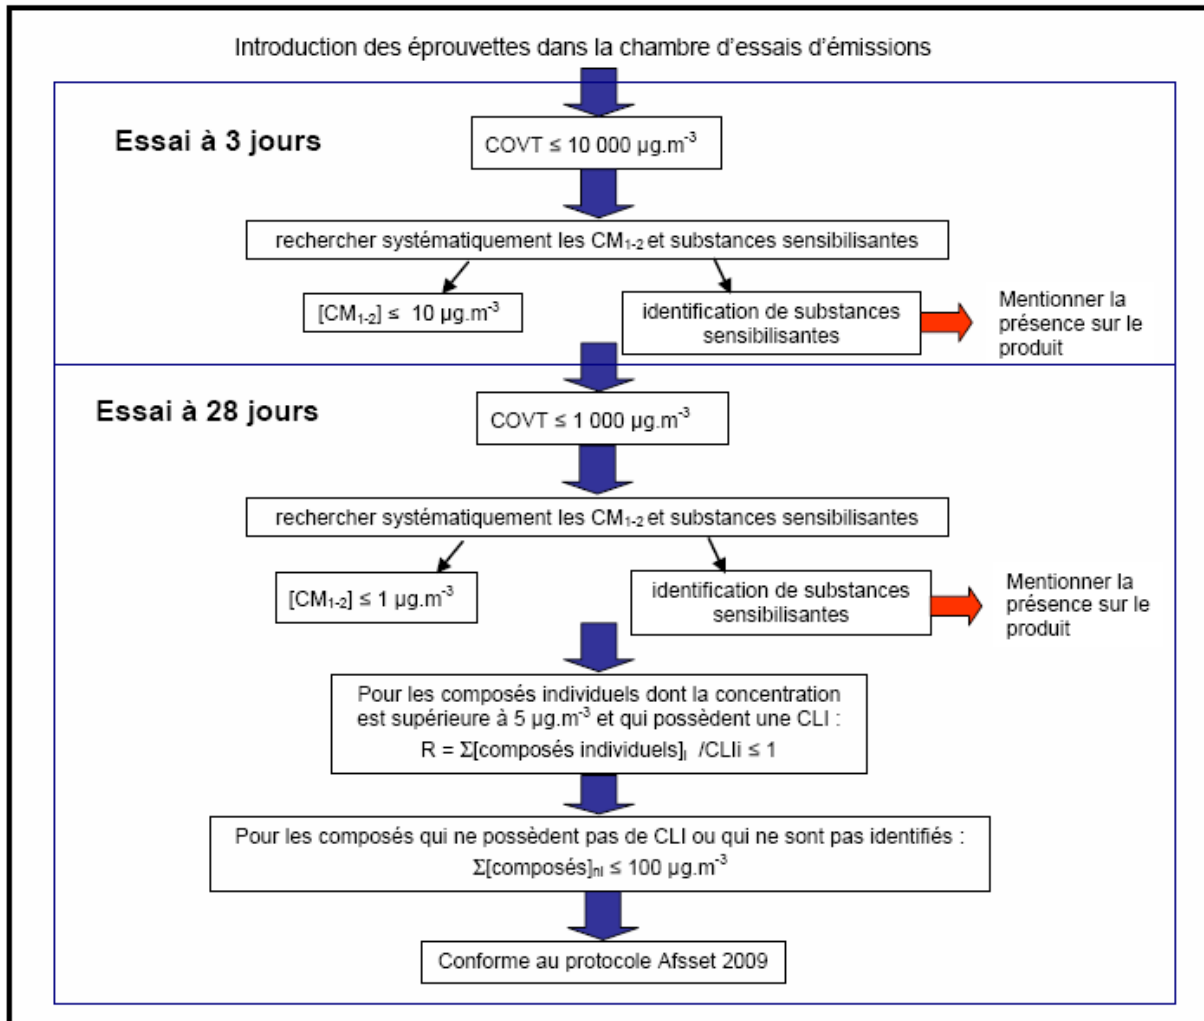 Introduction des éprouvettes dans la chambre d'essais d'émissions
Essai à 3 jours
COVT ≤ 10 000 µg.m⁻³
rechercher systématiquement les CM₁₋₂ et substances sensibilisantes
[CM₁₋₂] ≤ 10 µg.m⁻³
identification de substances
sensibilisantes
Mentionner la
présence sur le
produit
Essai à 28 jours
COVT ≤ 1 000 µg.m⁻³
rechercher systématiquement les CM₁₋₂ et substances sensibilisantes
[CM₁₋₂] ≤ 1 µg.m⁻³
identification de substances
sensibilisantes
Mentionner la
présence sur le
produit
Pour les composés individuels dont la concentration
est supérieure à 5 µg.m⁻³ et qui possèdent une CLI :
R = Σ[composés individuels]ᵢ /CLIi ≤ 1
Pour les composés qui ne possèdent pas de CLI ou qui ne sont pas identifiés :
Σ[composés]ₙᵢ ≤ 100 µg.m⁻³
Conforme au protocole Afsset 2009